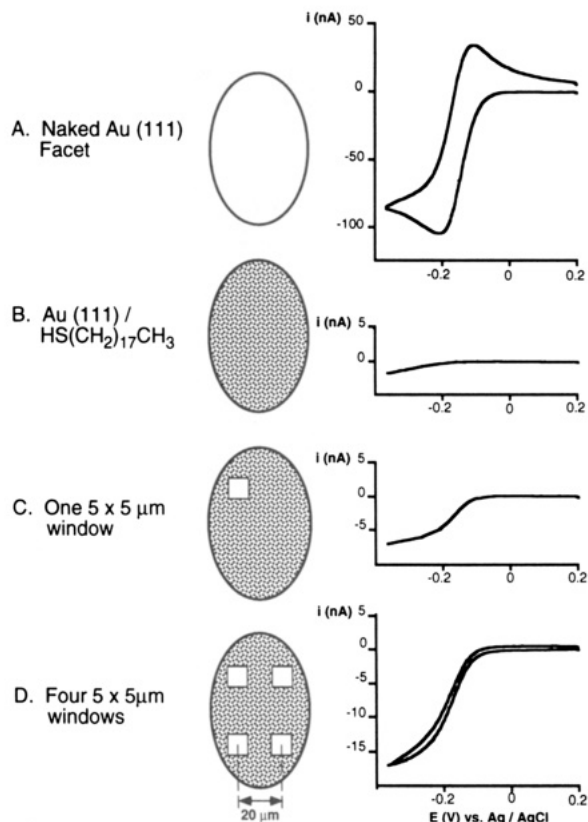 i (nA) 50
0
-50
-100
-0.2 0 0.2
A. Naked Au (111)
Facet
B. Au (111) /
HS(CH2)17CH3
i (nA) 5
0
-0.2 0 0.2
C. One 5 x 5 μm
window
i (nA) 5
0
-5
-0.2 0 0.2
D. Four 5 x 5μm
windows
20 μm
i (nA) 5
0
-5
-10
-15
-0.2 0 0.2
E (V) vs. Ag / AgCl